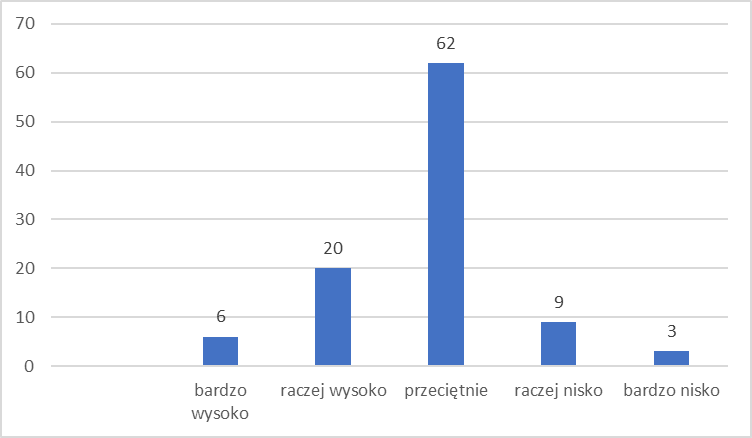 70
60
50
40
30
20
10
0
6
20
62
9
3
bardzo
wysoko
raczej wysoko
przeciętnie
raczej nisko
bardzo nisko